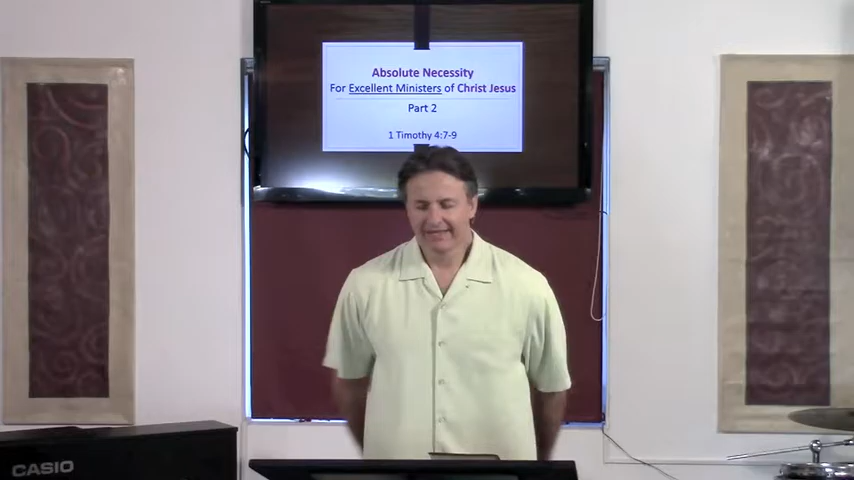 Absolute Necessity
For Excellent Ministers of Christ Jesus
Part 2
1 Timothy 4:7-9
CASIO